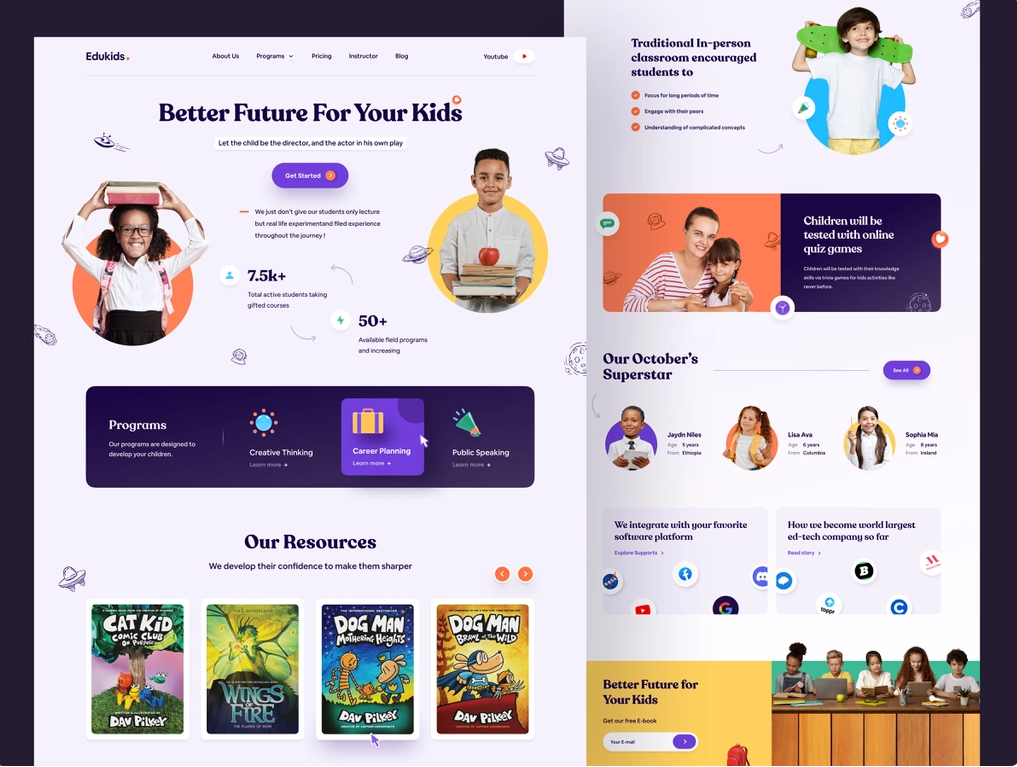 Edukids.
About Us
Programs
Pricing
Instructor
Blog
Youtube
Better Future For Your Kids
Let the child be the director, and the actor in his own play
Get Started
We just don't give our students only lecture
but real life experimentand filed experience
throughout the journey !
7.5k+
Total active students taking
gifted courses
50+
Available field programs
and increasing
Programs
Our programs are designed to
develop your children.
Creative Thinking
Learn more +
Career Planning
Learn more +
Public Speaking
Learn more +
Our Resources
We develop their confidence to make them sharper
CAT KID
COMIC CLUB
ON PURPOSE
DAV PILKEY
WINGS
OF
FIRE
DOG MAN
MOTHERING HEIGHTS
DAV PILKEY
DOG MAN
BRAWL OF THE WILD
DAV PILKEY
Traditional In-person
classroom encouraged
students to
Focus for long periods of time
Engage with their peers
Understanding of complicated concepts
Children will be
tested with online
quiz games
Children will be tested with their knowledge
skills via trivia games for kids activities like
never before.
Our October's
Superstar
See All
Jaydn Niles
Age 5 years
From Ethiopia
Lisa Ava
Age 6 years
From Columbia
Sophia Mia
Age 8 years
From Ireland
We integrate with your favorite
software platform
Explore Supports
NASA
G
How we become world largest
ed-tech company so far
Read story
B
toppr
C
Better Future for
Your Kids
Get our free E-book
Your E-mail